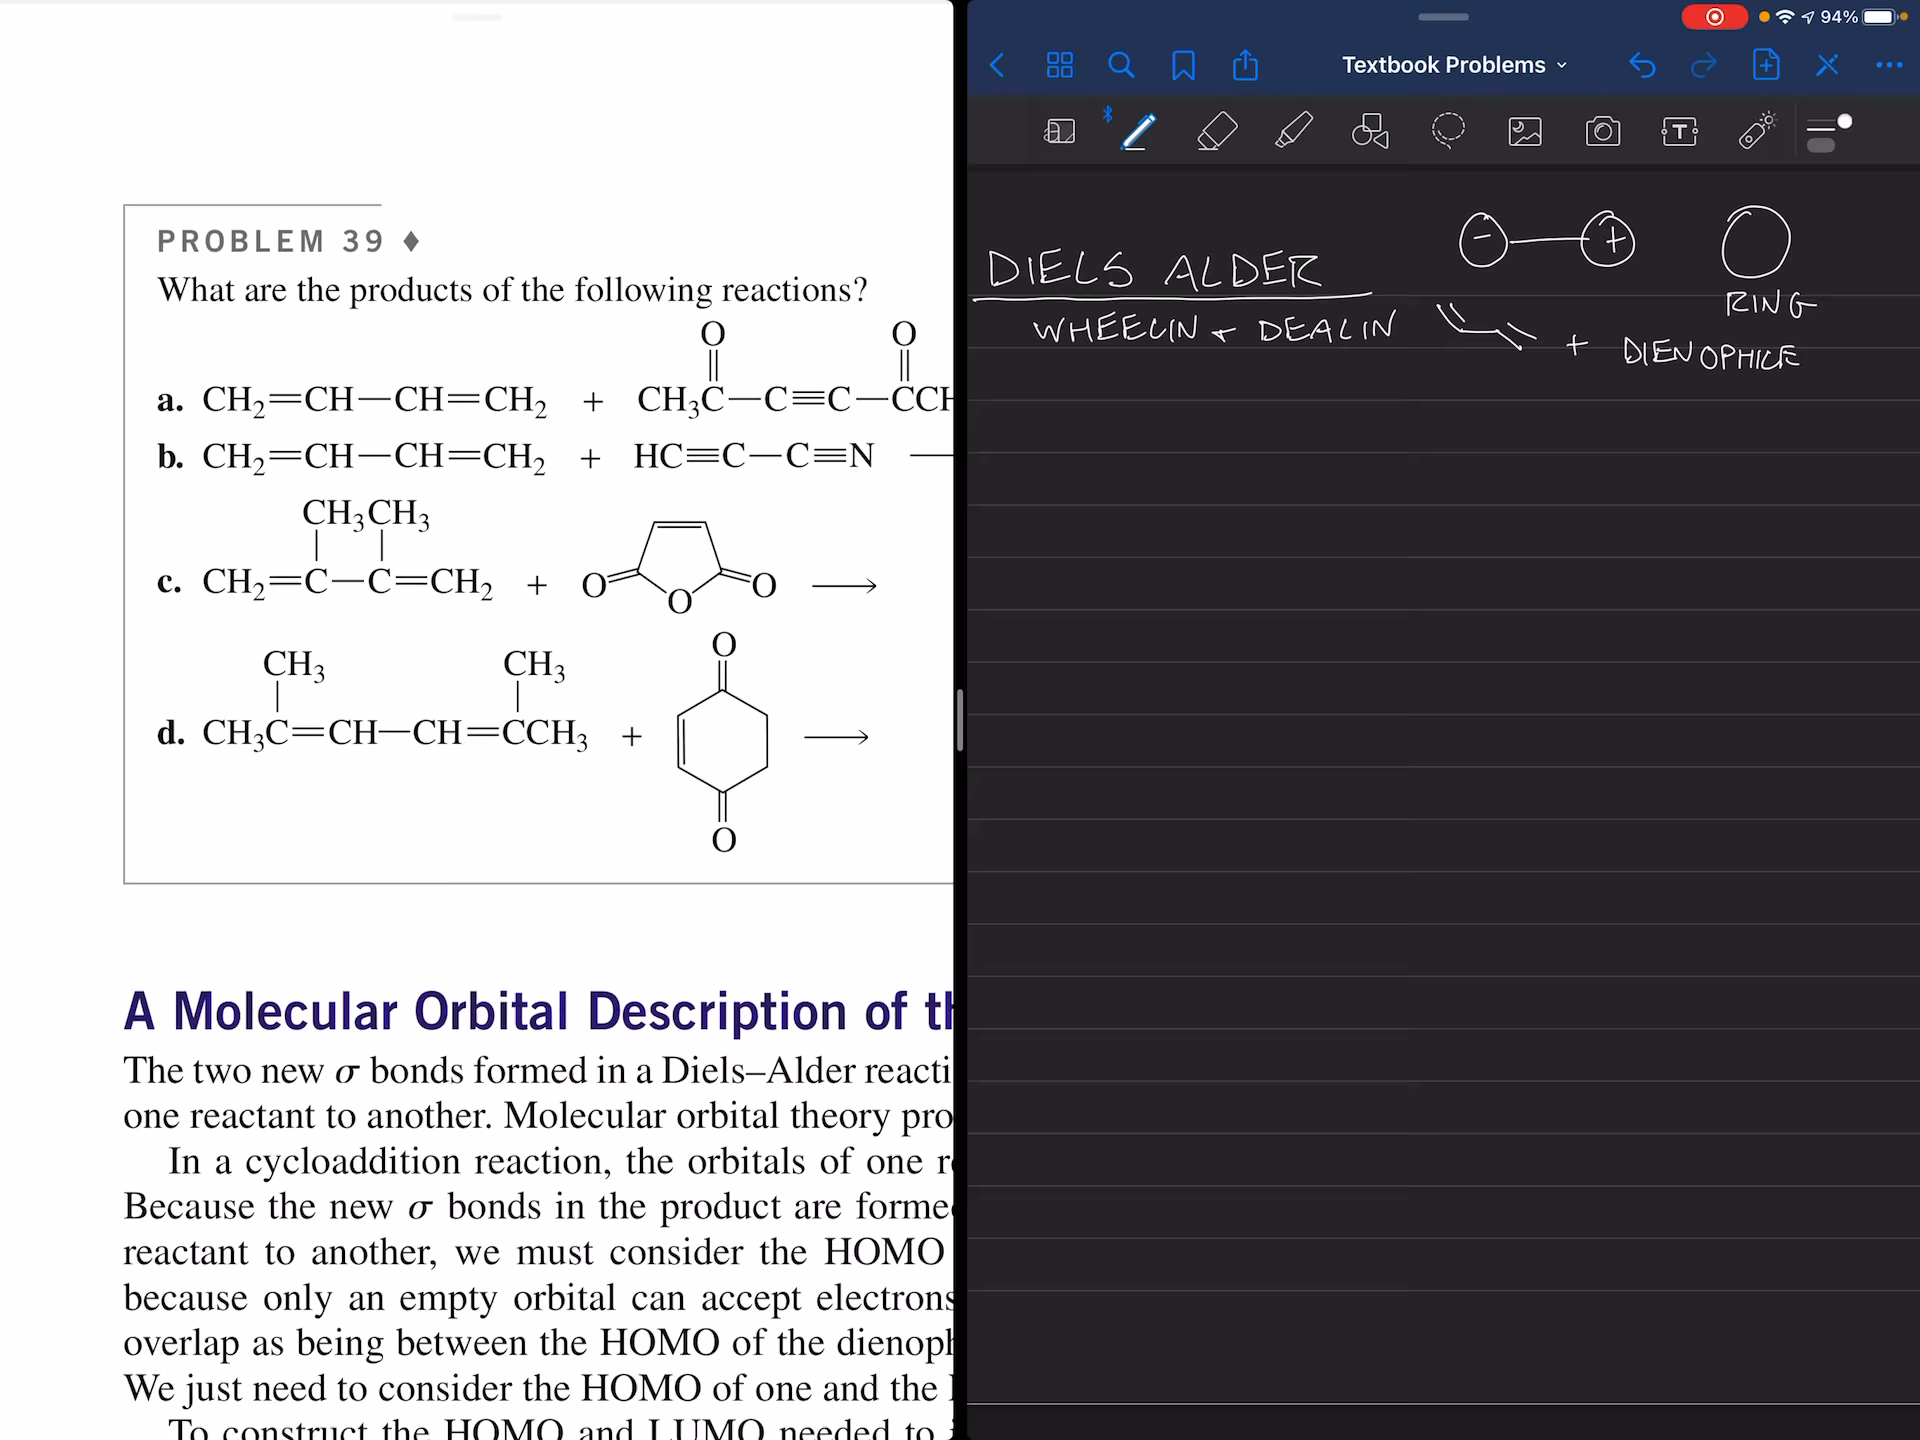 94%
Textbook Problems
T
PROBLEM 39 ♦
What are the products of the following reactions?
O O
a. CH₂=CH—CH=CH₂ + CH₃C—C≡C—CCH
b. CH₂=CH—CH=CH₂ + HC≡C—C≡N —
CH₃CH₃
c. CH₂=C—C=CH₂ + O O O ⟶
CH₃ CH₃ O
d. CH₃C=CH—CH=CCH₃ + ⟶
O
A Molecular Orbital Description of th
The two new σ bonds formed in a Diels–Alder reacti
one reactant to another. Molecular orbital theory pro
In a cycloaddition reaction, the orbitals of one r
Because the new σ bonds in the product are forme
reactant to another, we must consider the HOMO
because only an empty orbital can accept electrons
overlap as being between the HOMO of the dienoph
We just need to consider the HOMO of one and the
To construct the HOMO and LUMO needed to i
DIELS ALDER
WHEELIN + DEALIN
- +
RING
+ DIENOPHILE